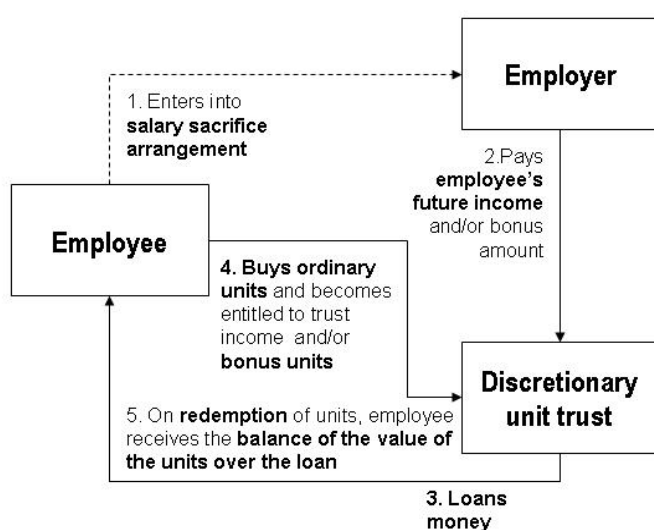 Employer
1. Enters into
salary sacrifice
arrangement
2.Pays
employee's
future income
and/or bonus
amount
Employee
4. Buys ordinary
units and becomes
entitled to trust
income and/or
bonus units
Discretionary
unit trust
5. On redemption of units, employee
receives the balance of the value of
the units over the loan
3. Loans
money